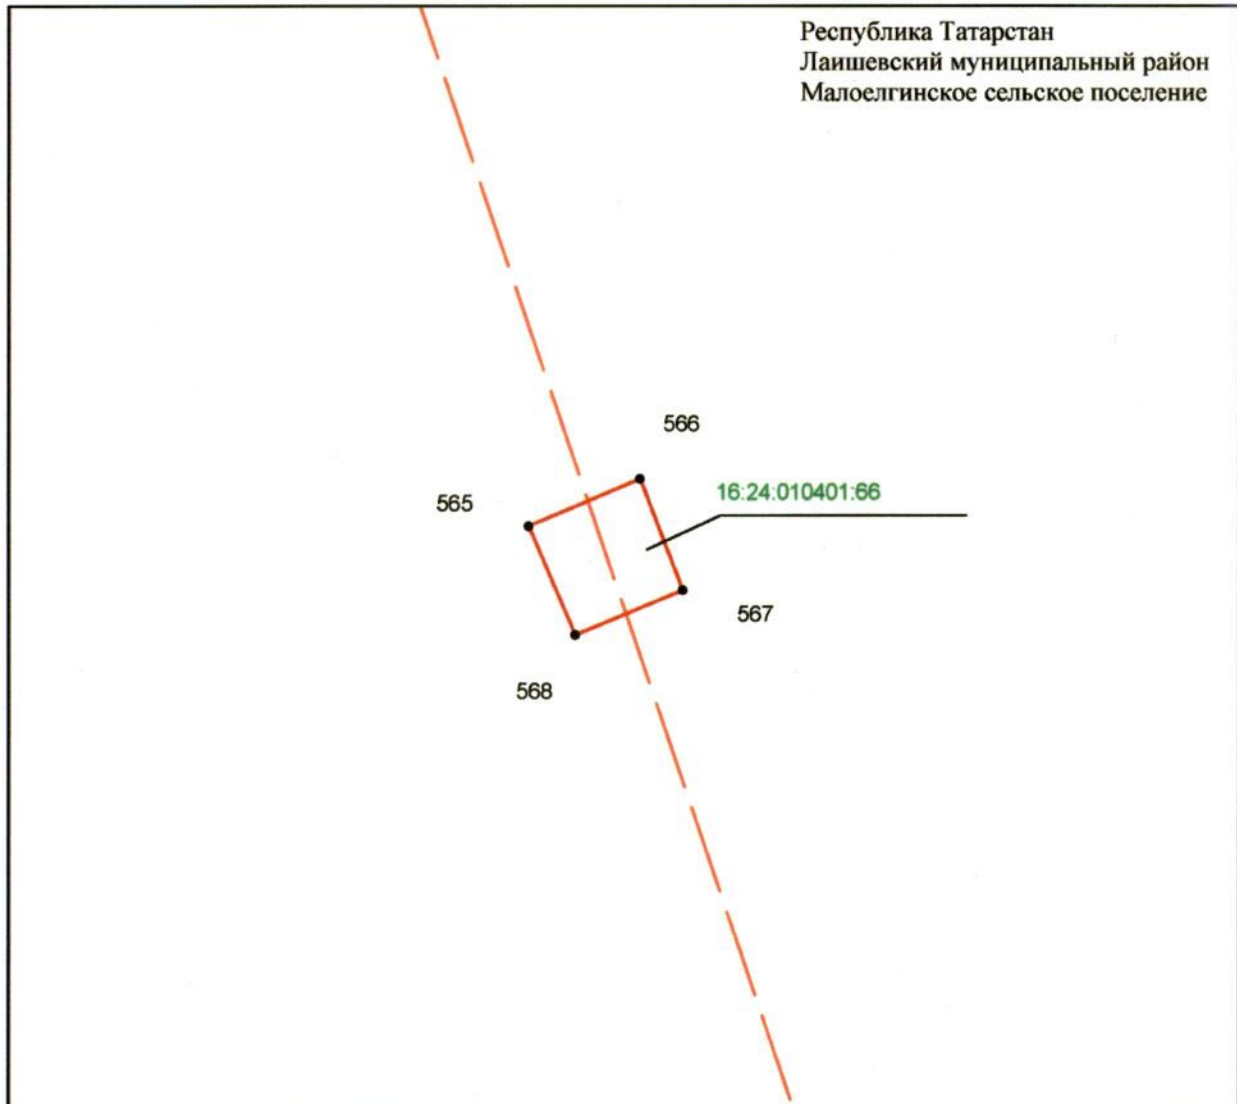 Республика Татарстан
Лаишевский муниципальный район
Малоелгинское сельское поселение
566
16:24:010401:66
565
567
568